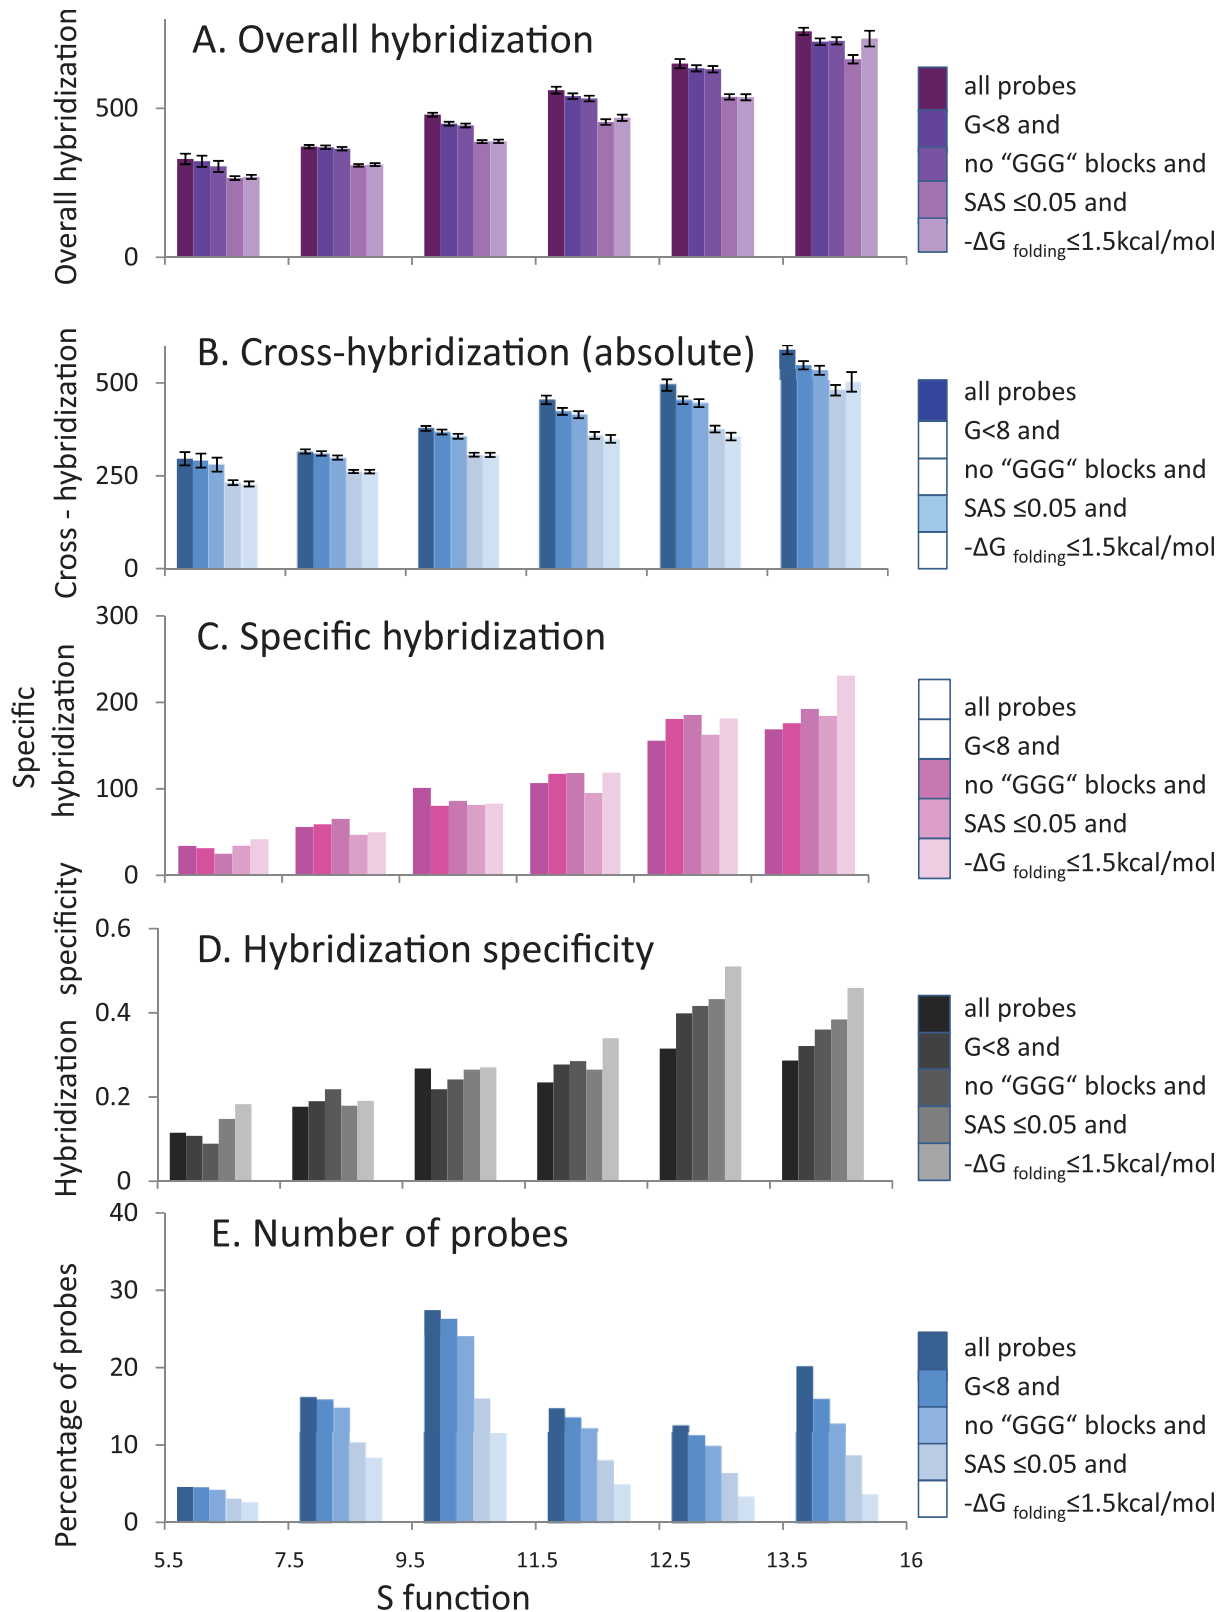 A. Overall hybridization
Overall hybridization
500
0
all probes
G<8 and
no “GGG“ blocks and
SAS ≤0.05 and
-ΔG folding≤1.5kcal/mol
B. Cross-hybridization (absolute)
Cross - hybridization
500
250
0
all probes
G<8 and
no “GGG“ blocks and
SAS ≤0.05 and
-ΔG folding≤1.5kcal/mol
C. Specific hybridization
Specific
hybridization
300
200
100
0
all probes
G<8 and
no “GGG“ blocks and
SAS ≤0.05 and
-ΔG folding≤1.5kcal/mol
D. Hybridization specificity
Hybridization specificity
0.6
0.4
0.2
0
all probes
G<8 and
no “GGG“ blocks and
SAS ≤0.05 and
-ΔG folding≤1.5kcal/mol
E. Number of probes
Percentage of probes
40
30
20
10
0
all probes
G<8 and
no “GGG“ blocks and
SAS ≤0.05 and
-ΔG folding≤1.5kcal/mol
5.5 7.5 9.5 11.5 12.5 13.5 16
S function